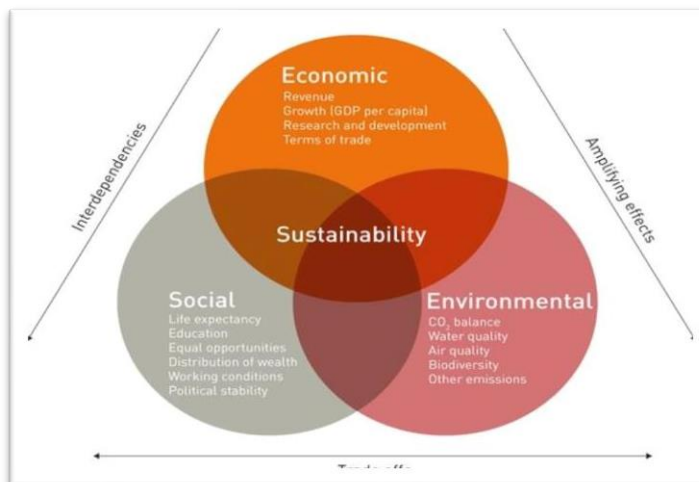 Economic
Revenue
Growth (GDP per capita)
Research and development
Terms of trade
Interdependencies
Amplifying effects
Sustainability
Social
Life expectancy
Education
Equal opportunities
Distribution of wealth
Working conditions
Political stability
Environmental
CO₂ balance
Water quality
Air quality
Biodiversity
Other emissions